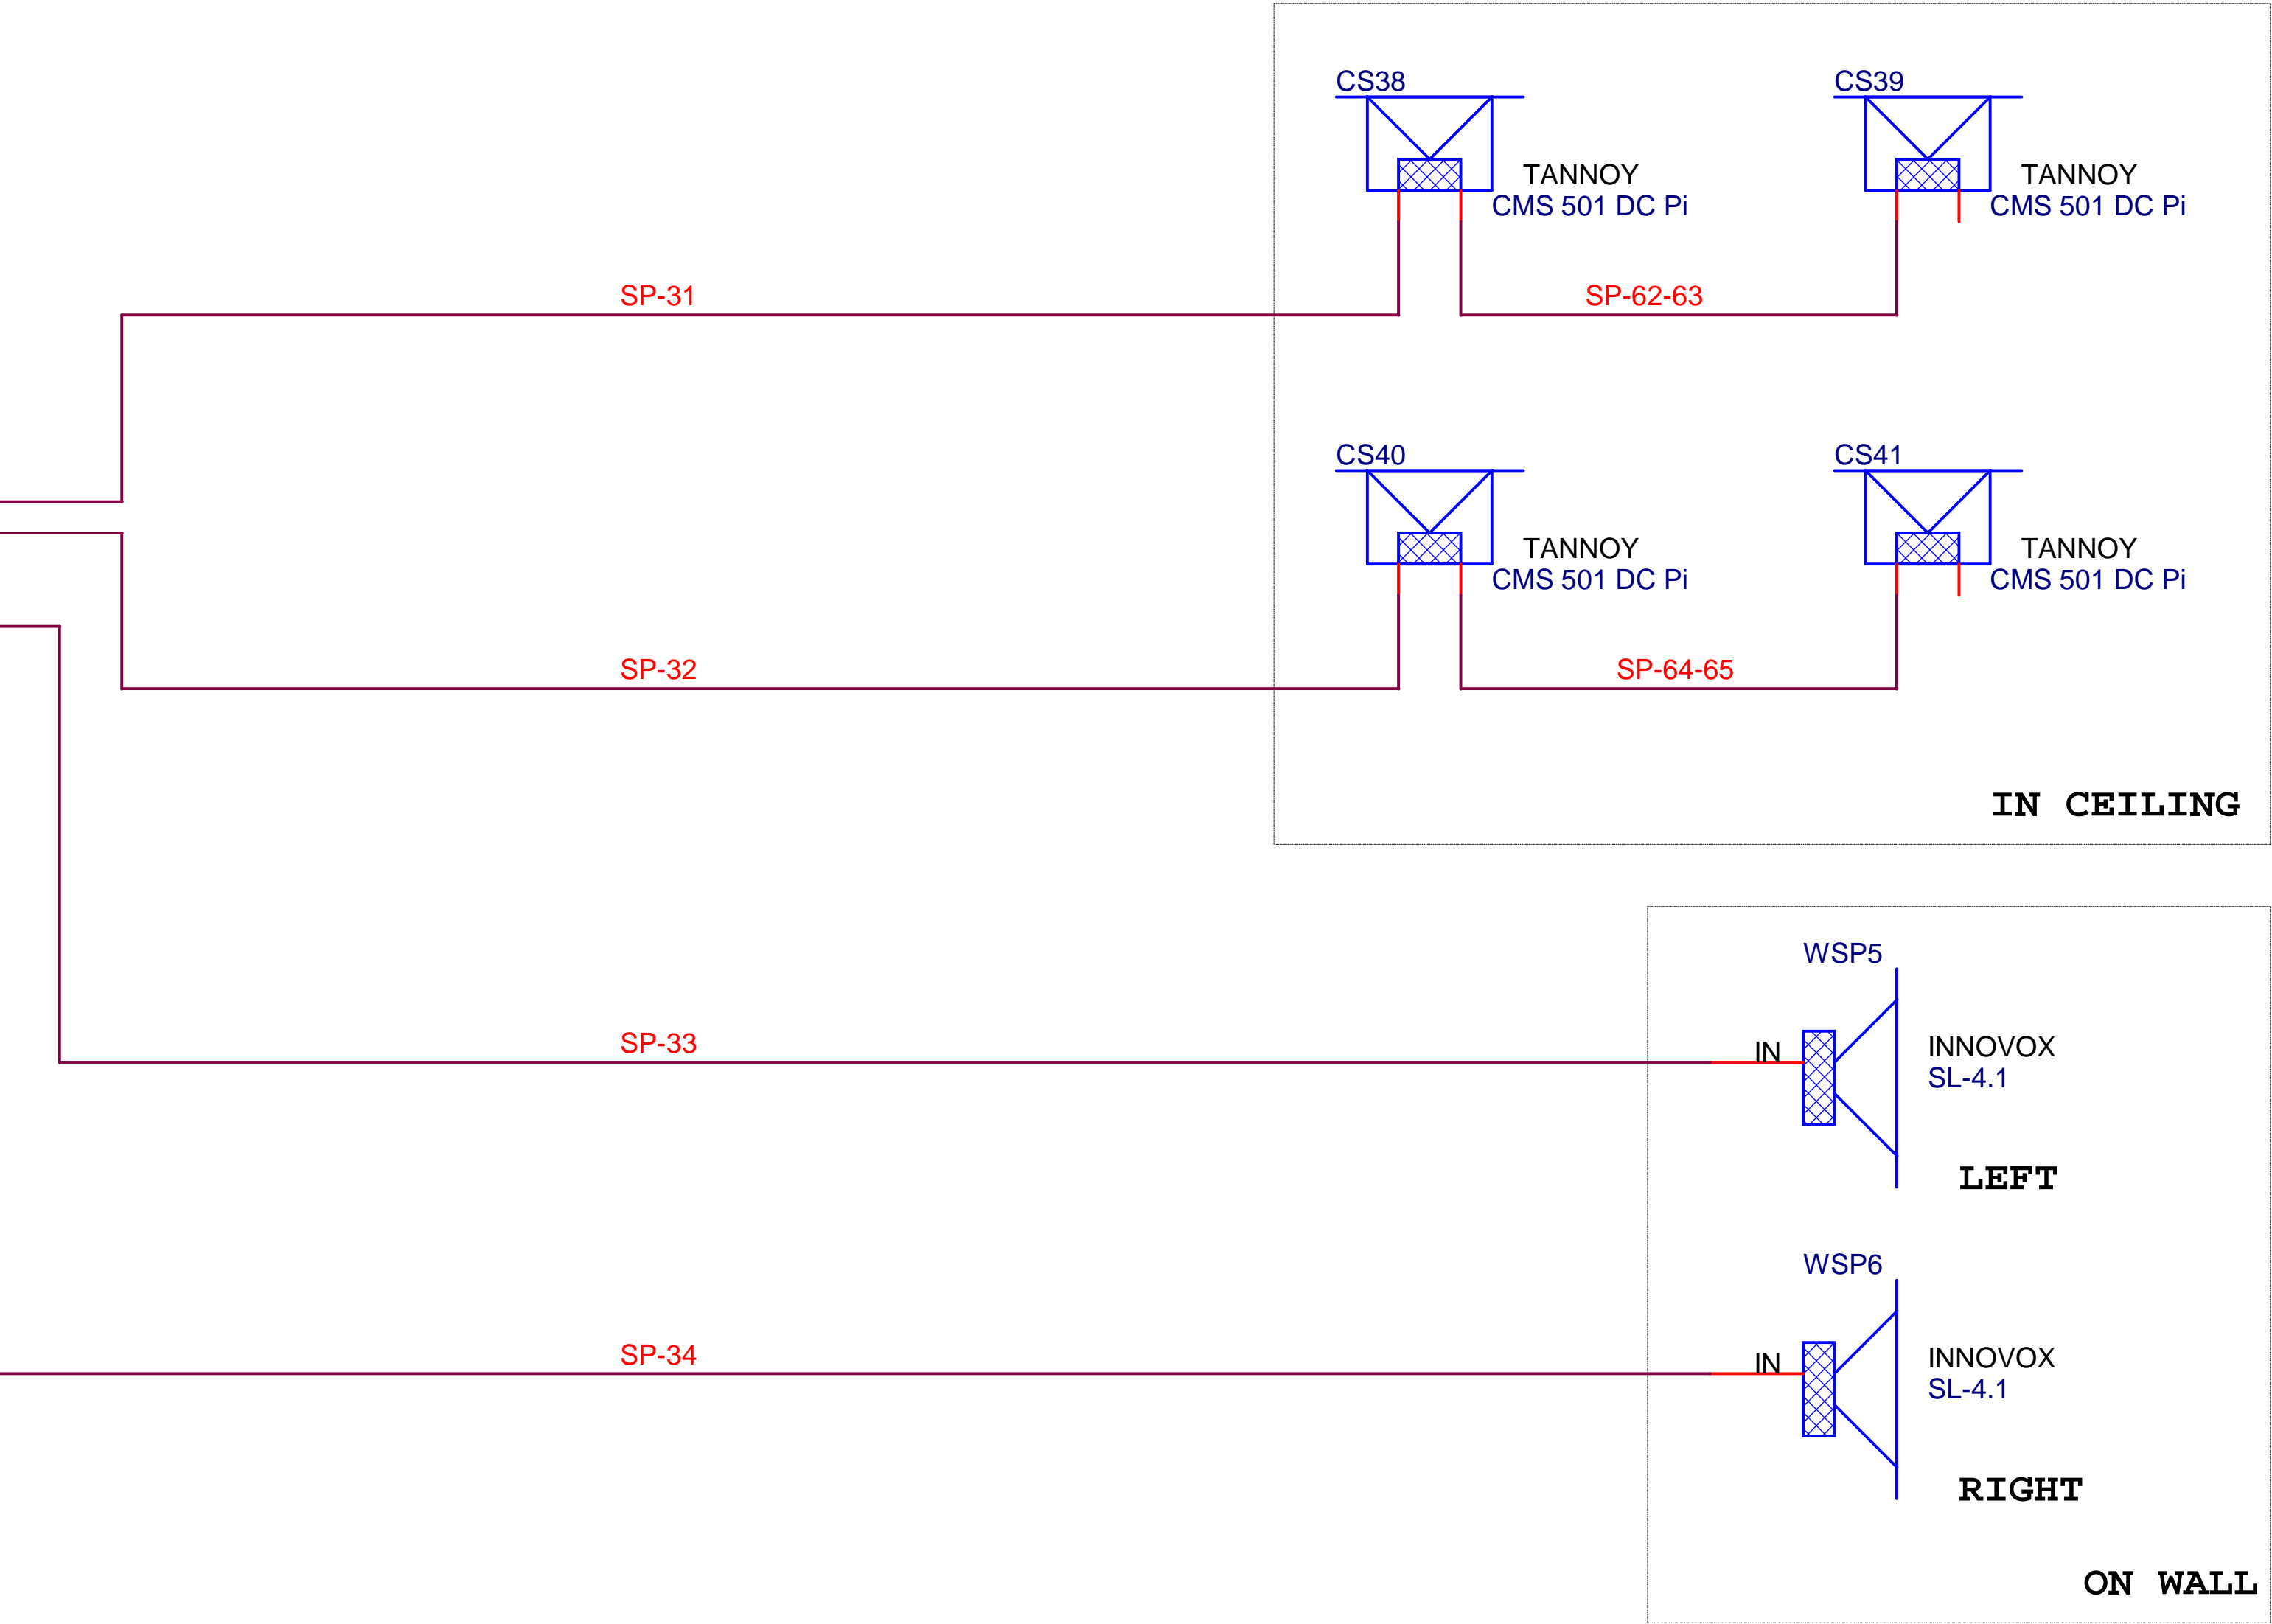 CS38
CS39
TANNOY
CMS 501 DC Pi
TANNOY
CMS 501 DC Pi
SP-31
SP-62-63
CS40
CS41
TANNOY
CMS 501 DC Pi
TANNOY
CMS 501 DC Pi
SP-32
SP-64-65
IN CEILING
WSP5
SP-33
IN
INNOVOX
SL-4.1
LEFT
WSP6
SP-34
IN
INNOVOX
SL-4.1
RIGHT
ON WALL